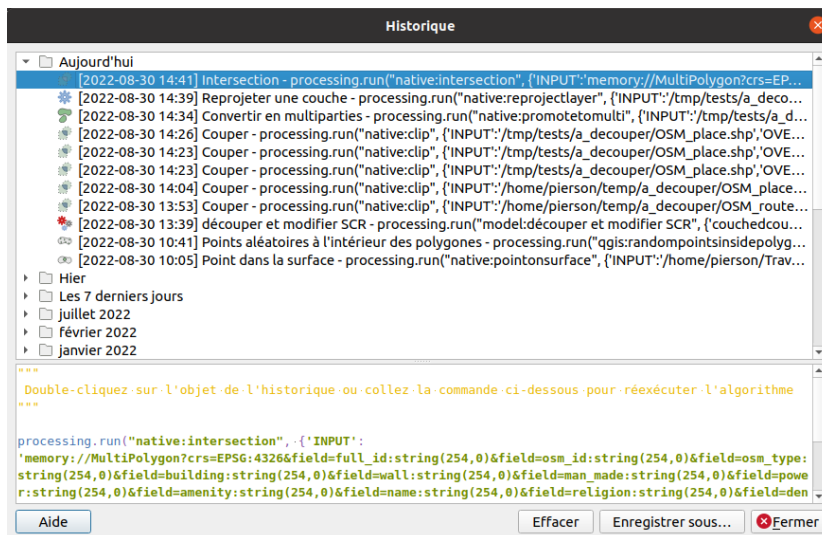 Historique
Aujourd'hui
[2022-08-30 14:41] Intersection - processing.run("native:intersection", {'INPUT':'memory://MultiPolygon?crs=EP...
[2022-08-30 14:39] Reprojeter une couche - processing.run("native:reprojectlayer", {'INPUT':'/tmp/tests/a_deco...
[2022-08-30 14:34] Convertir en multiparties - processing.run("native:promotetomulti", {'INPUT':'/tmp/tests/a_d...
[2022-08-30 14:26] Couper - processing.run("native:clip", {'INPUT':'/tmp/tests/a_decouper/OSM_place.shp','OVE...
[2022-08-30 14:23] Couper - processing.run("native:clip", {'INPUT':'/tmp/tests/a_decouper/OSM_place.shp','OVE...
[2022-08-30 14:23] Couper - processing.run("native:clip", {'INPUT':'/tmp/tests/a_decouper/OSM_place.shp','OVE...
[2022-08-30 14:04] Couper - processing.run("native:clip", {'INPUT':'/home/pierson/temp/a_decouper/OSM_place...
[2022-08-30 13:53] Couper - processing.run("native:clip", {'INPUT':'/home/pierson/temp/a_decouper/OSM_route...
[2022-08-30 13:39] découper et modifier SCR - processing.run("model:découper et modifier SCR", {'couchedcou...
[2022-08-30 10:41] Points aléatoires à l'intérieur des polygones - processing.run("qgis:randompointsinsidepolyg...
[2022-08-30 10:05] Point dans la surface - processing.run("native:pointonsurface", {'INPUT':'/home/pierson/Trav...
Hier
Les 7 derniers jours
juillet 2022
février 2022
janvier 2022
"""
Double-cliquez sur l'objet de l'historique ou collez la commande ci-dessous pour réexécuter l'algorithme
"""
processing.run("native:intersection", {'INPUT':
'memory://MultiPolygon?crs=EPSG:4326&field=full_id:string(254,0)&field=osm_id:string(254,0)&field=osm_type:
string(254,0)&field=building:string(254,0)&field=wall:string(254,0)&field=man_made:string(254,0)&field=powe
r:string(254,0)&field=amenity:string(254,0)&field=name:string(254,0)&field=religion:string(254,0)&field=den
Aide
Effacer
Enregistrer sous...
Fermer